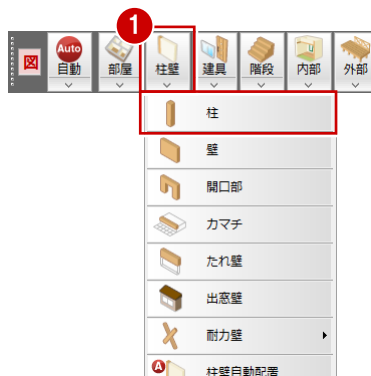 1
図
Auto
自動
部屋
柱壁
建具
階段
内部
外部
柱
壁
開口部
カマチ
たれ壁
出窓壁
耐力壁
A
柱壁自動配置